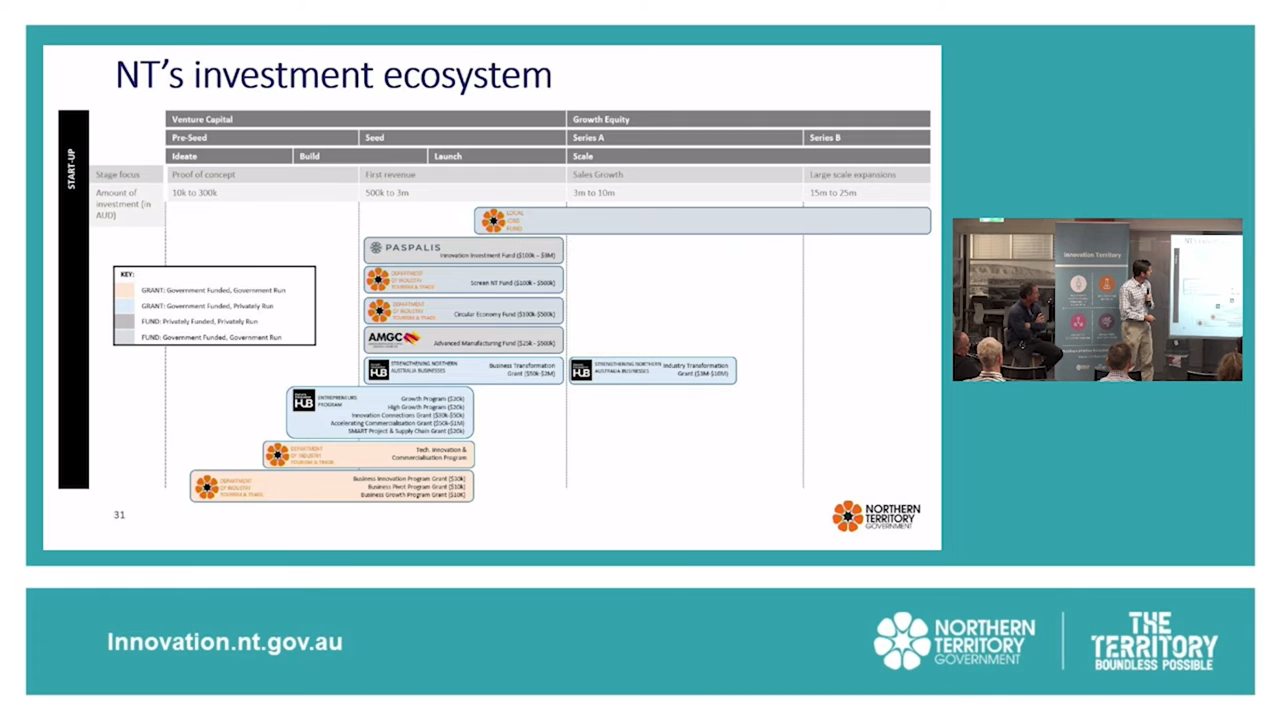 NT's investment ecosystem
START-UP
Venture Capital
Growth Equity
Pre-Seed
Seed
Series A
Series B
Ideate
Build
Launch
Scale
Stage focus
Proof of concept
First revenue
Sales Growth
Large scale expansions
Amount of
investment (in
AUD)
10k to 300k
500k to 3m
3m to 10m
15m to 25m
LOCAL
JOBS
FUND
PASPALIS
Innovation Investment Fund ($100k - $3M)
KEY:
GRANT: Government Funded, Government Run
GRANT: Government Funded, Privately Run
FUND: Privately Funded, Privately Run
FUND: Government Funded, Government Run
DEPARTMENT
OF INDUSTRY
TOURISM & TRADE
Screen NT Fund ($100k - $500k)
DEPARTMENT
OF INDUSTRY
TOURISM & TRADE
Circular Economy Fund ($100k-$500k)
AMGC
Advanced Manufacturing Fund ($25k - $500k)
HUB
STRENGTHENING NORTHERN
AUSTRALIA BUSINESSES
Business Transformation
Grant ($50k-$2M)
HUB
STRENGTHENING NORTHERN
AUSTRALIA BUSINESSES
Industry Transformation
Grant ($3M-$10M)
HUB
ENTREPRENEURS
PROGRAM
Growth Program ($20k)
High Growth Program ($20k)
Innovation Connections Grant ($30k-$50k)
Accelerating Commercialisation Grant ($50k-$1M)
SMART Project & Supply Chain Grant ($20k)
DEPARTMENT
OF INDUSTRY
TOURISM & TRADE
Tech. Innovation &
Commercialisation Program
DEPARTMENT
OF INDUSTRY
TOURISM & TRADE
Business Innovation Program Grant ($30k)
Business Pivot Program Grant ($10k)
Business Growth Program Grant ($10K)
31
NORTHERN
TERRITORY
GOVERNMENT
Innovation Territory
Innovation.nt.gov.au
NORTHERN
TERRITORY
GOVERNMENT
THE
TERRITORY
BOUNDLESS POSSIBLE